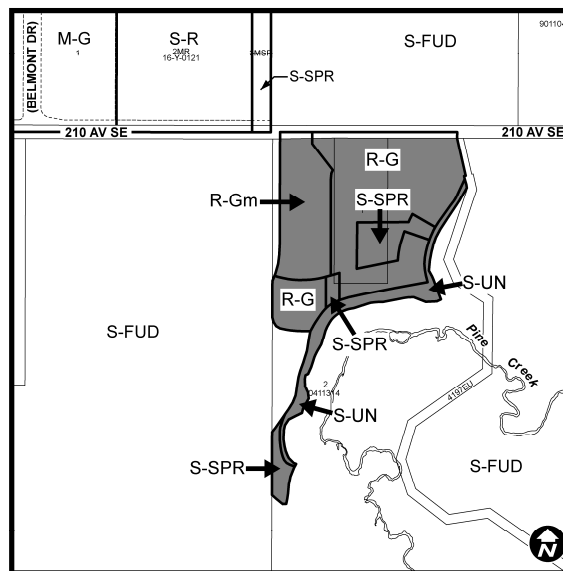 (BELMONT DR)
M-G
1
S-R
2MR
16-Y-0121
S-SPR
S-FUD
90110
210 AV SE
210 AV SE
R-G
R-Gm
S-SPR
R-G
S-UN
S-SPR
S-FUD
Pine Creek
2
0411314
4197EU
S-UN
S-SPR
S-FUD
N